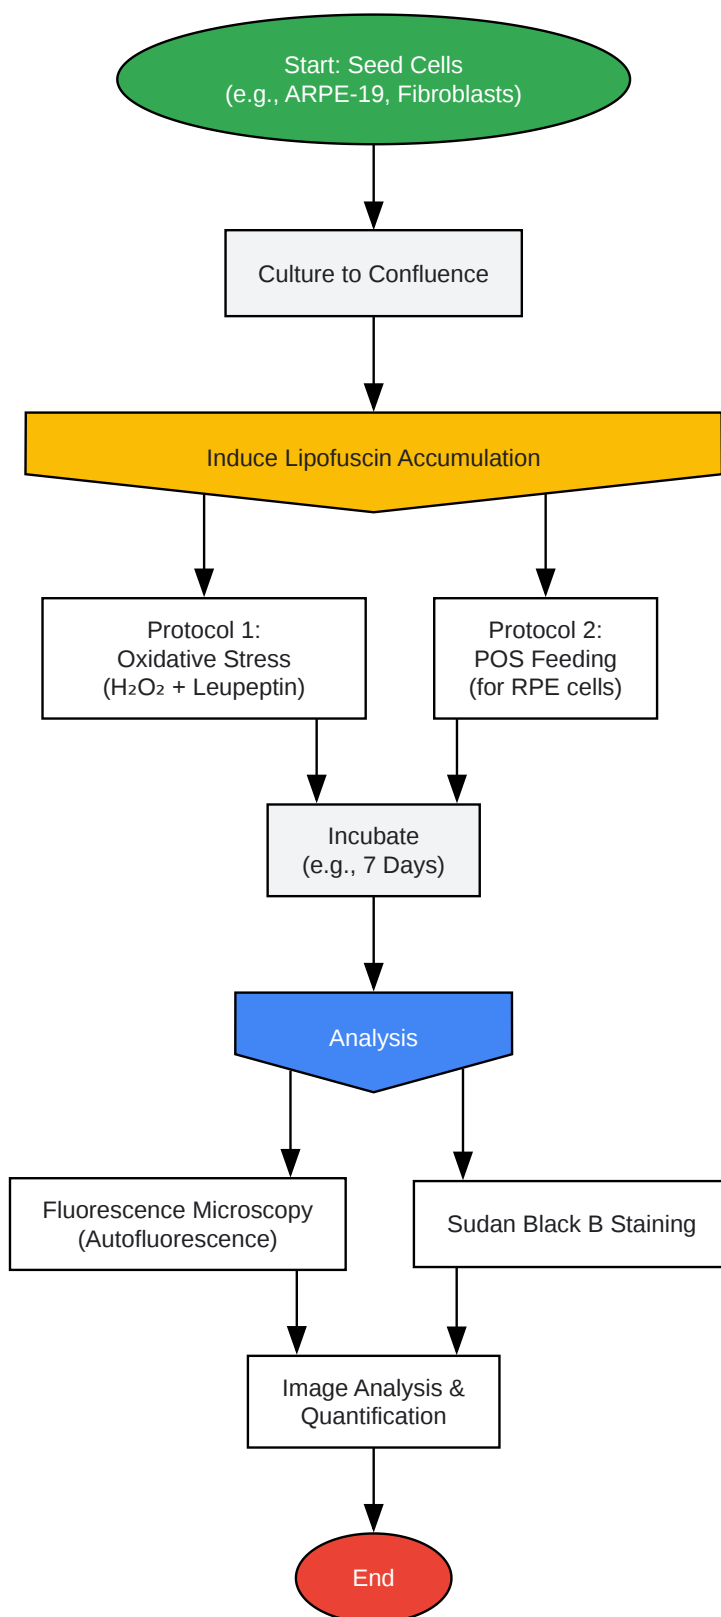 Start: Seed Cells
(e.g., ARPE-19, Fibroblasts)
Culture to Confluence
Induce Lipofuscin Accumulation
Protocol 1:
Oxidative Stress
(H₂O₂ + Leupeptin)
Protocol 2:
POS Feeding
(for RPE cells)
Incubate
(e.g., 7 Days)
Analysis
Fluorescence Microscopy
(Autofluorescence)
Sudan Black B Staining
Image Analysis &
Quantification
End